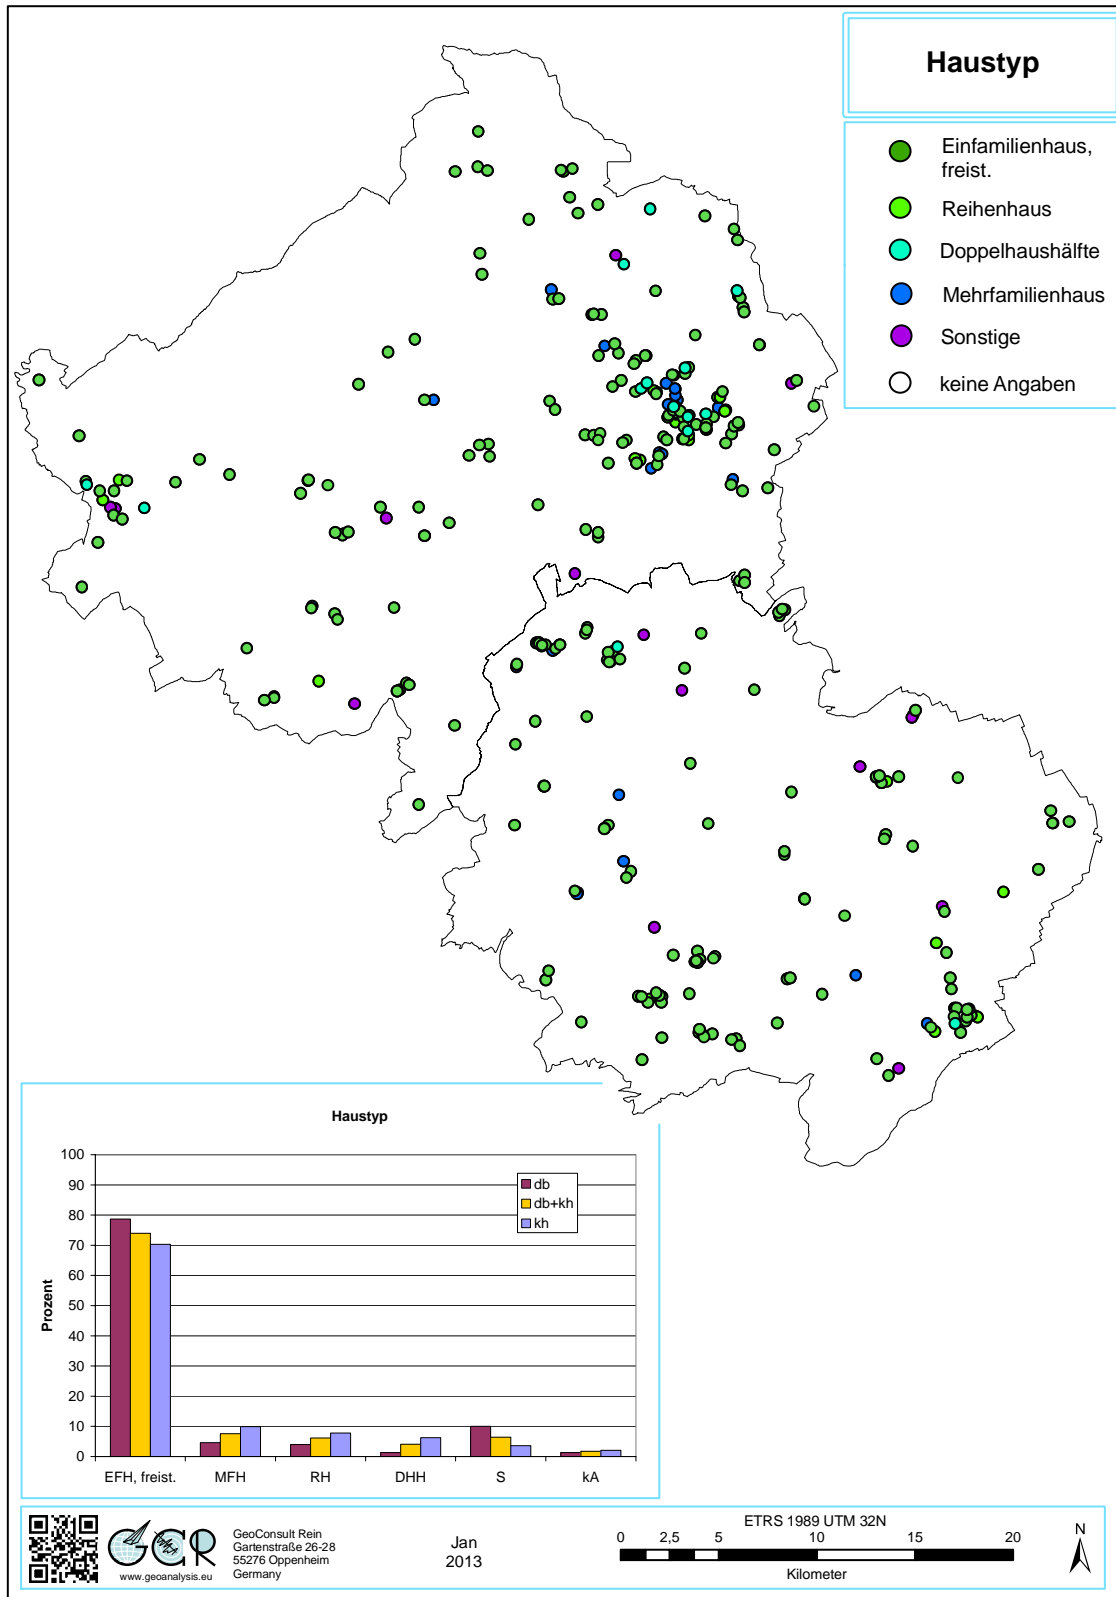 Haustyp
Einfamilienhaus,
freist.
Reihenhaus
Doppelhaushälfte
Mehrfamilienhaus
Sonstige
keine Angaben
Haustyp
Prozent
100
90
80
70
60
50
40
30
20
10
0
db
db+kh
kh
EFH, freist.
MFH
RH
DHH
S
kA
GCR
www.geoanalysis.eu
GeoConsult Rein
Gartenstraße 26-28
55276 Oppenheim
Germany
Jan
2013
ETRS 1989 UTM 32N
0 2,5 5 10 15 20
Kilometer
N